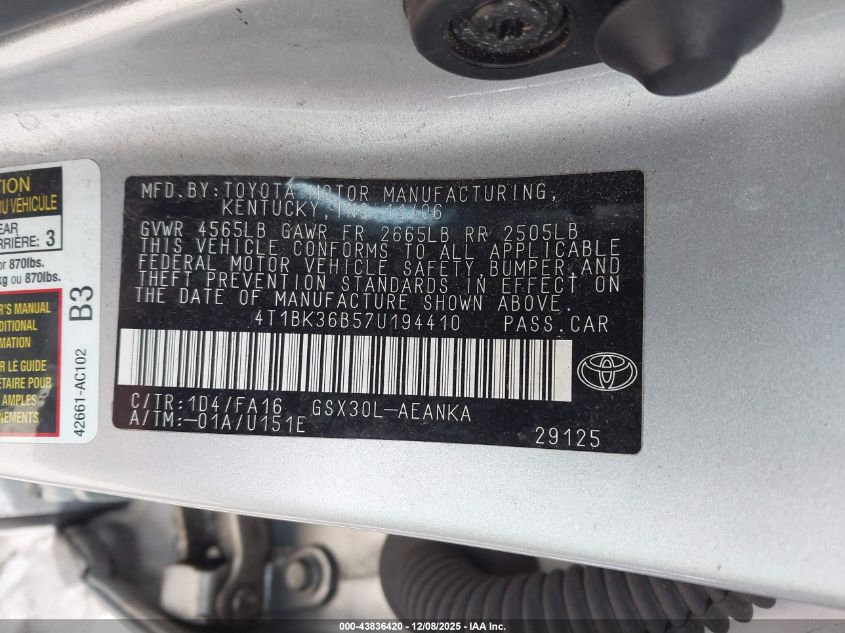 TION
U VEHICULE
EAR
RRIÈRE: 3
or 870lbs.
kg ou 870lbs.
R'S MANUAL
DITIONAL
RMATION
LE GUIDE
ÉTAIRE POUR
AMPLES
NEMENTS
B3
42661-AC102
MFD.BY:TOYOTA MOTOR MANUFACTURING,
KENTUCKY, INC. 11/06
GVWR 4565LB GAWR FR 2665LB RR 2505LB
THIS VEHICLE CONFORMS TO ALL APPLICABLE
FEDERAL MOTOR VEHICLE SAFETY, BUMPER,AND
THEFT PREVENTION STANDARDS IN EFFECT ON
THE DATE OF MANUFACTURE SHOWN ABOVE.
4T1BK36B57U194410 PASS.CAR
C/TR:1D4/FA16 GSX30L-AEANKA
A/TM:-01A/U151E
29125
000-43836420 - 12/08/2025 - IAA Inc.